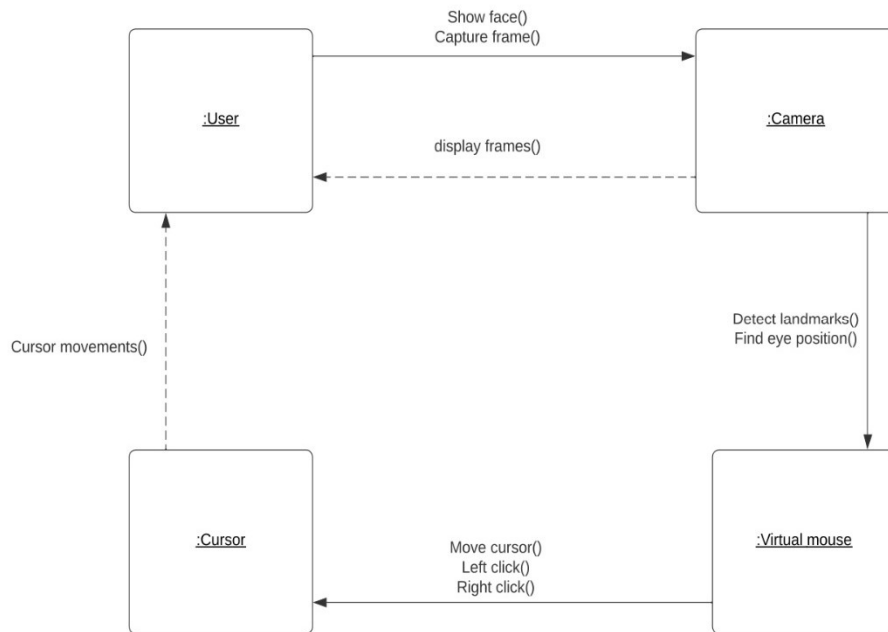 Show face()
Capture frame()
:User
:Camera
display frames()
Detect landmarks()
Find eye position()
Cursor movements()
:Cursor
:Virtual mouse
Move cursor()
Left click()
Right click()